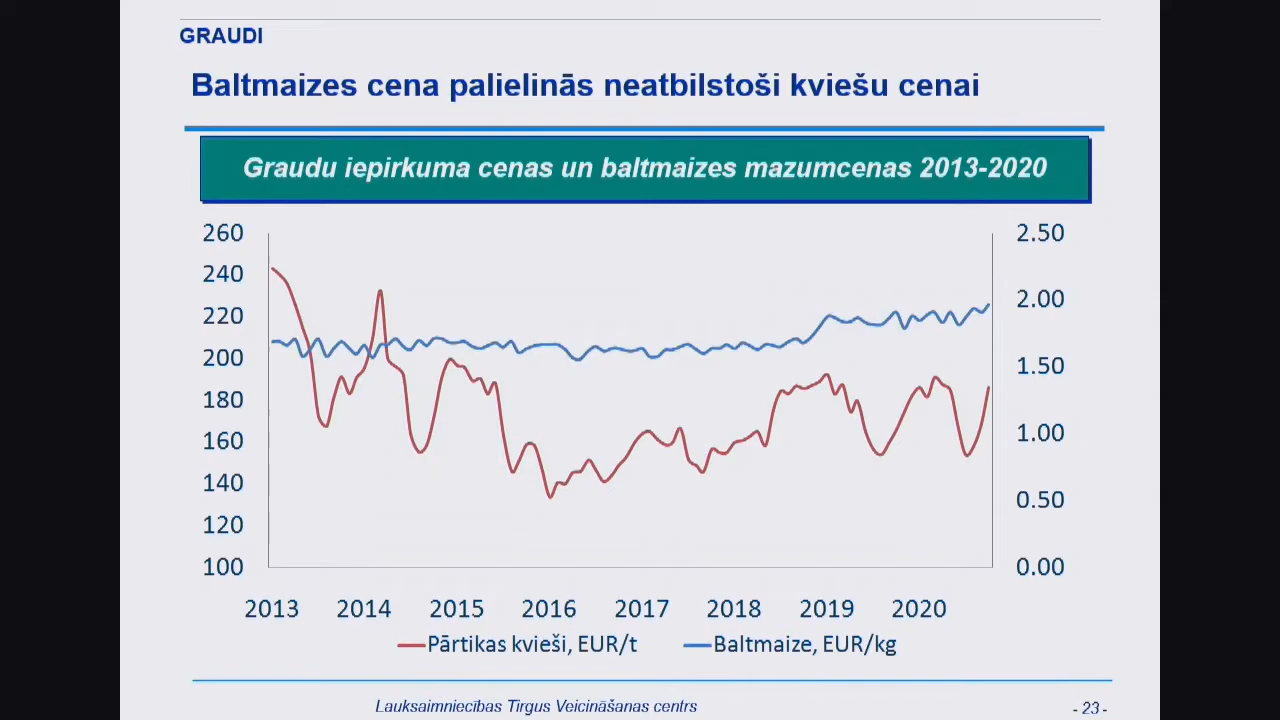 GRAUDI
Baltmaizes cena palielinās neatbilstoši kviešu cenai
Graudu iepirkuma cenas un baltmaizes mazumcenas 2013-2020
260 2.50
240
220 2.00
200 1.50
180
160 1.00
140
120 0.50
100 0.00
2013 2014 2015 2016 2017 2018 2019 2020
Pārtikas kvieši, EUR/t Baltmaize, EUR/kg
Lauksaimniecības Tirgus Veicināšanas centrs - 23 -